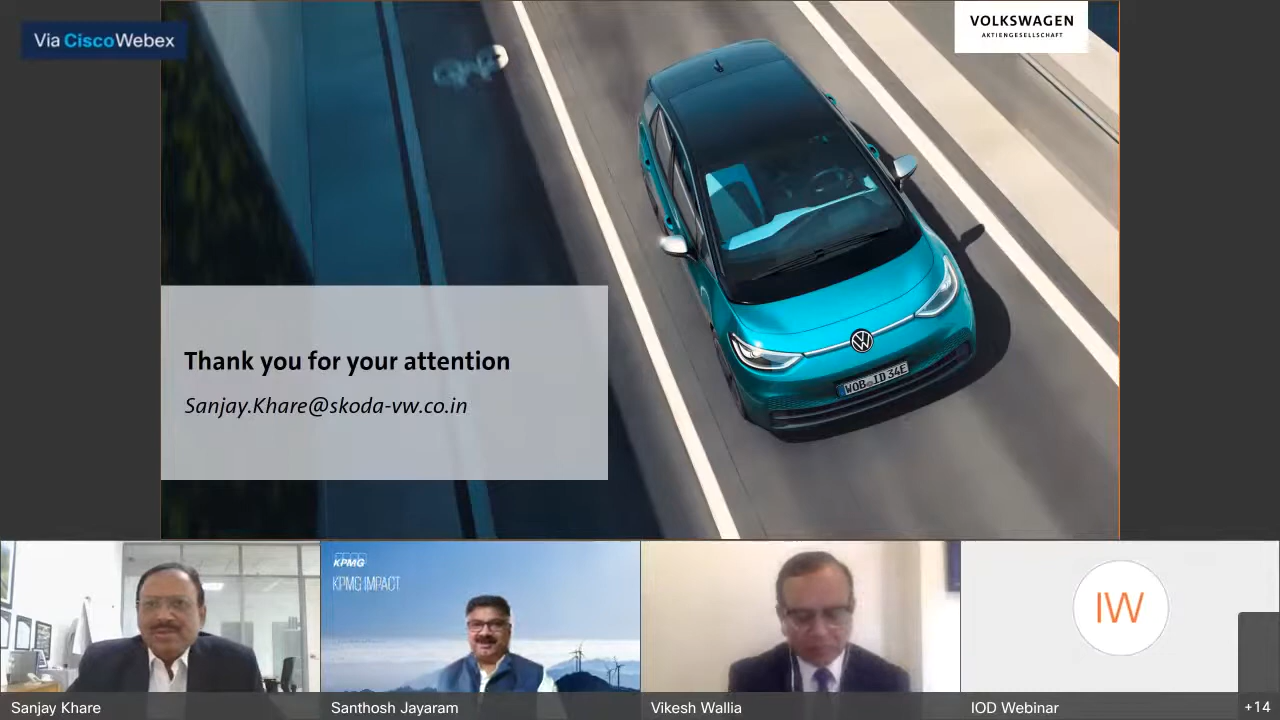 Via CiscoWebex
VOLKSWAGEN
AKTIENGESELLSCHAFT
WOB ID 34E
Thank you for your attention
Sanjay.Khare@skoda-vw.co.in
KPMG
KPMG IMPACT
IW
Sanjay Khare
Santhosh Jayaram
Vikesh Wallia
IOD Webinar
+14